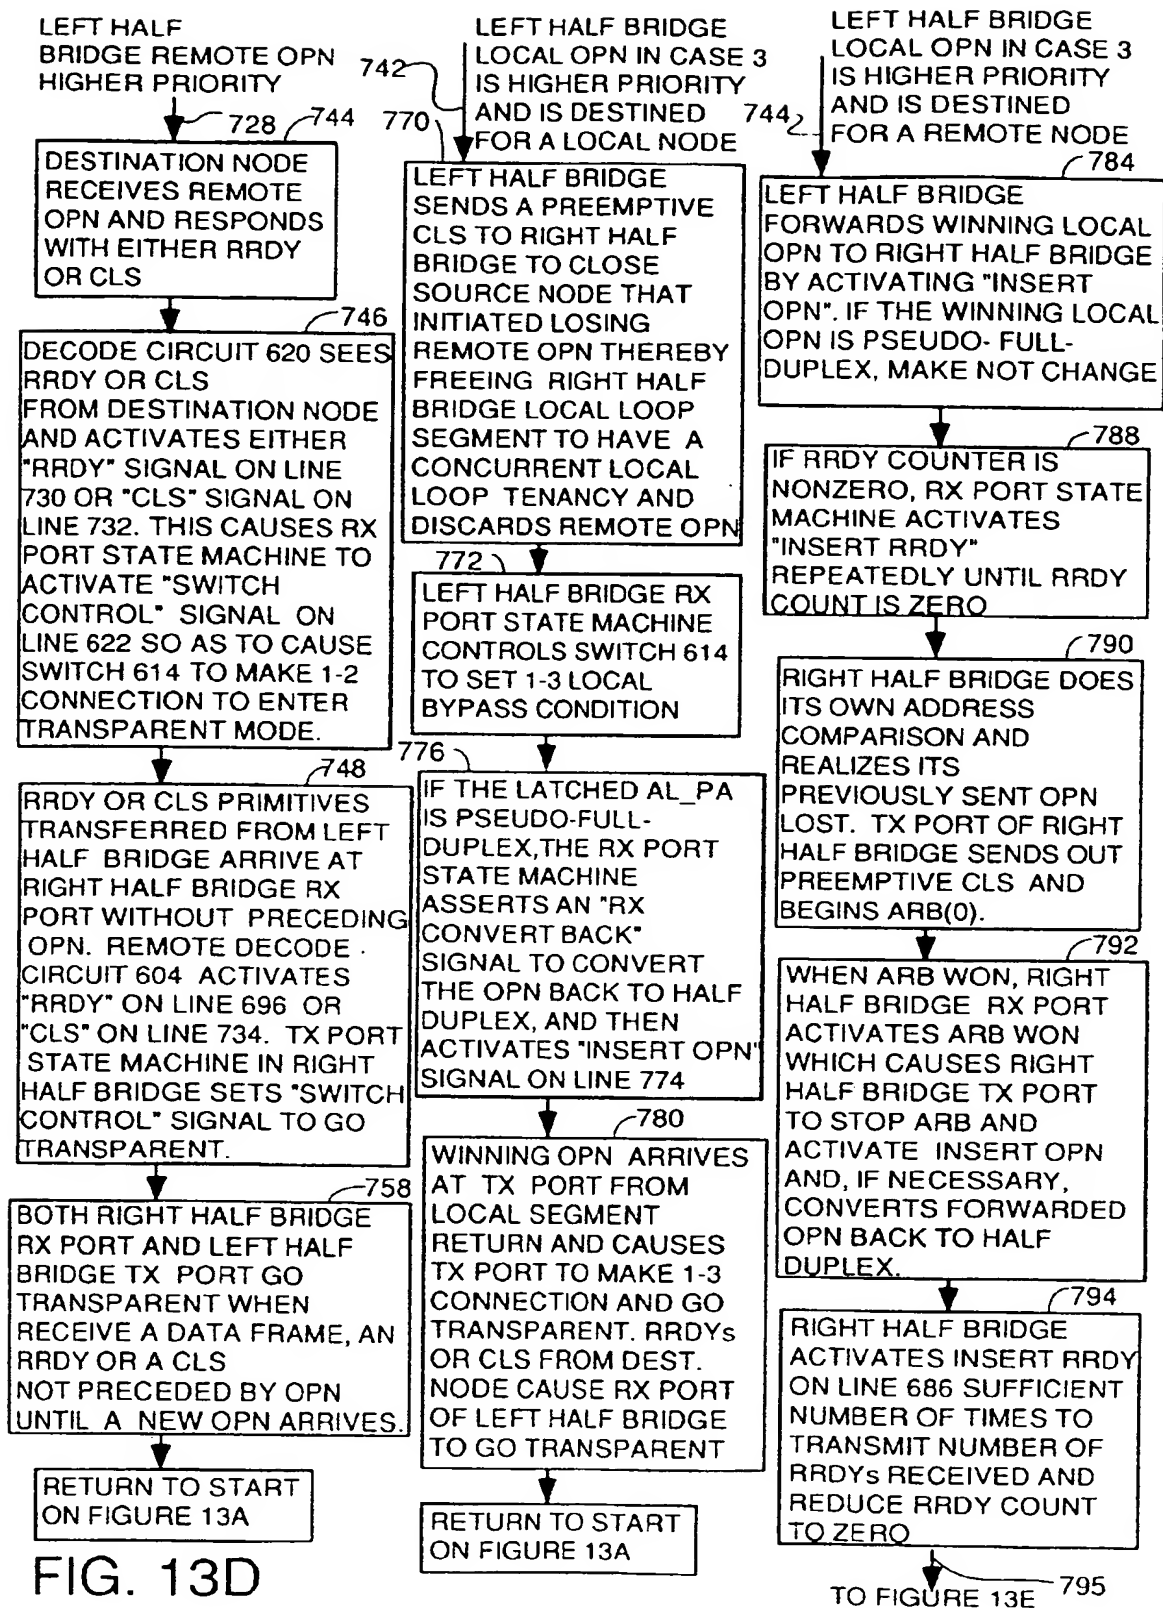 LEFT HALF
BRIDGE REMOTE OPN
HIGHER PRIORITY
728
744
DESTINATION NODE
RECEIVES REMOTE
OPN AND RESPONDS
WITH EITHER RRDY
OR CLS
746
DECODE CIRCUIT 620 SEES
RRDY OR CLS
FROM DESTINATION NODE
AND ACTIVATES EITHER
"RRDY" SIGNAL ON LINE
730 OR "CLS" SIGNAL ON
LINE 732. THIS CAUSES RX
PORT STATE MACHINE TO
ACTIVATE "SWITCH
CONTROL" SIGNAL ON
LINE 622 SO AS TO CAUSE
SWITCH 614 TO MAKE 1-2
CONNECTION TO ENTER
TRANSPARENT MODE.
748
RRDY OR CLS PRIMITIVES
TRANSFERRED FROM LEFT
HALF BRIDGE ARRIVE AT
RIGHT HALF BRIDGE RX
PORT WITHOUT PRECEDING
OPN. REMOTE DECODE
CIRCUIT 604 ACTIVATES
"RRDY" ON LINE 696 OR
"CLS" ON LINE 734. TX PORT
STATE MACHINE IN RIGHT
HALF BRIDGE SETS "SWITCH
CONTROL" SIGNAL TO GO
TRANSPARENT.
758
BOTH RIGHT HALF BRIDGE
RX PORT AND LEFT HALF
BRIDGE TX PORT GO
TRANSPARENT WHEN
RECEIVE A DATA FRAME, AN
RRDY OR A CLS
NOT PRECEDED BY OPN
UNTIL A NEW OPN ARRIVES.
RETURN TO START
ON FIGURE 13A
FIG. 13D
LEFT HALF BRIDGE
LOCAL OPN IN CASE 3
IS HIGHER PRIORITY
AND IS DESTINED
FOR A LOCAL NODE
742
770
LEFT HALF BRIDGE
SENDS A PREEMPTIVE
CLS TO RIGHT HALF
BRIDGE TO CLOSE
SOURCE NODE THAT
INITIATED LOSING
REMOTE OPN THEREBY
FREEING RIGHT HALF
BRIDGE LOCAL LOOP
SEGMENT TO HAVE A
CONCURRENT LOCAL
LOOP TENANCY AND
DISCARDS REMOTE OPN
772
LEFT HALF BRIDGE RX
PORT STATE MACHINE
CONTROLS SWITCH 614
TO SET 1-3 LOCAL
BYPASS CONDITION
776
IF THE LATCHED AL_PA
IS PSEUDO-FULL-
DUPLEX,THE RX PORT
STATE MACHINE
ASSERTS AN "RX
CONVERT BACK"
SIGNAL TO CONVERT
THE OPN BACK TO HALF
DUPLEX, AND THEN
ACTIVATES "INSERT OPN"
SIGNAL ON LINE 774
780
WINNING OPN ARRIVES
AT TX PORT FROM
LOCAL SEGMENT
RETURN AND CAUSES
TX PORT TO MAKE 1-3
CONNECTION AND GO
TRANSPARENT. RRDYs
OR CLS FROM DEST.
NODE CAUSE RX PORT
OF LEFT HALF BRIDGE
TO GO TRANSPARENT
RETURN TO START
ON FIGURE 13A
LEFT HALF BRIDGE
LOCAL OPN IN CASE 3
IS HIGHER PRIORITY
AND IS DESTINED
FOR A REMOTE NODE
744
784
LEFT HALF BRIDGE
FORWARDS WINNING LOCAL
OPN TO RIGHT HALF BRIDGE
BY ACTIVATING "INSERT
OPN". IF THE WINNING LOCAL
OPN IS PSEUDO- FULL-
DUPLEX, MAKE NOT CHANGE
788
IF RRDY COUNTER IS
NONZERO, RX PORT STATE
MACHINE ACTIVATES
"INSERT RRDY"
REPEATEDLY UNTIL RRDY
COUNT IS ZERO
790
RIGHT HALF BRIDGE DOES
ITS OWN ADDRESS
COMPARISON AND
REALIZES ITS
PREVIOUSLY SENT OPN
LOST. TX PORT OF RIGHT
HALF BRIDGE SENDS OUT
PREEMPTIVE CLS AND
BEGINS ARB(0).
792
WHEN ARB WON, RIGHT
HALF BRIDGE RX PORT
ACTIVATES ARB WON
WHICH CAUSES RIGHT
HALF BRIDGE TX PORT
TO STOP ARB AND
ACTIVATE INSERT OPN
AND, IF NECESSARY,
CONVERTS FORWARDED
OPN BACK TO HALF
DUPLEX.
794
RIGHT HALF BRIDGE
ACTIVATES INSERT RRDY
ON LINE 686 SUFFICIENT
NUMBER OF TIMES TO
TRANSMIT NUMBER OF
RRDYs RECEIVED AND
REDUCE RRDY COUNT
TO ZERO
795
TO FIGURE 13E